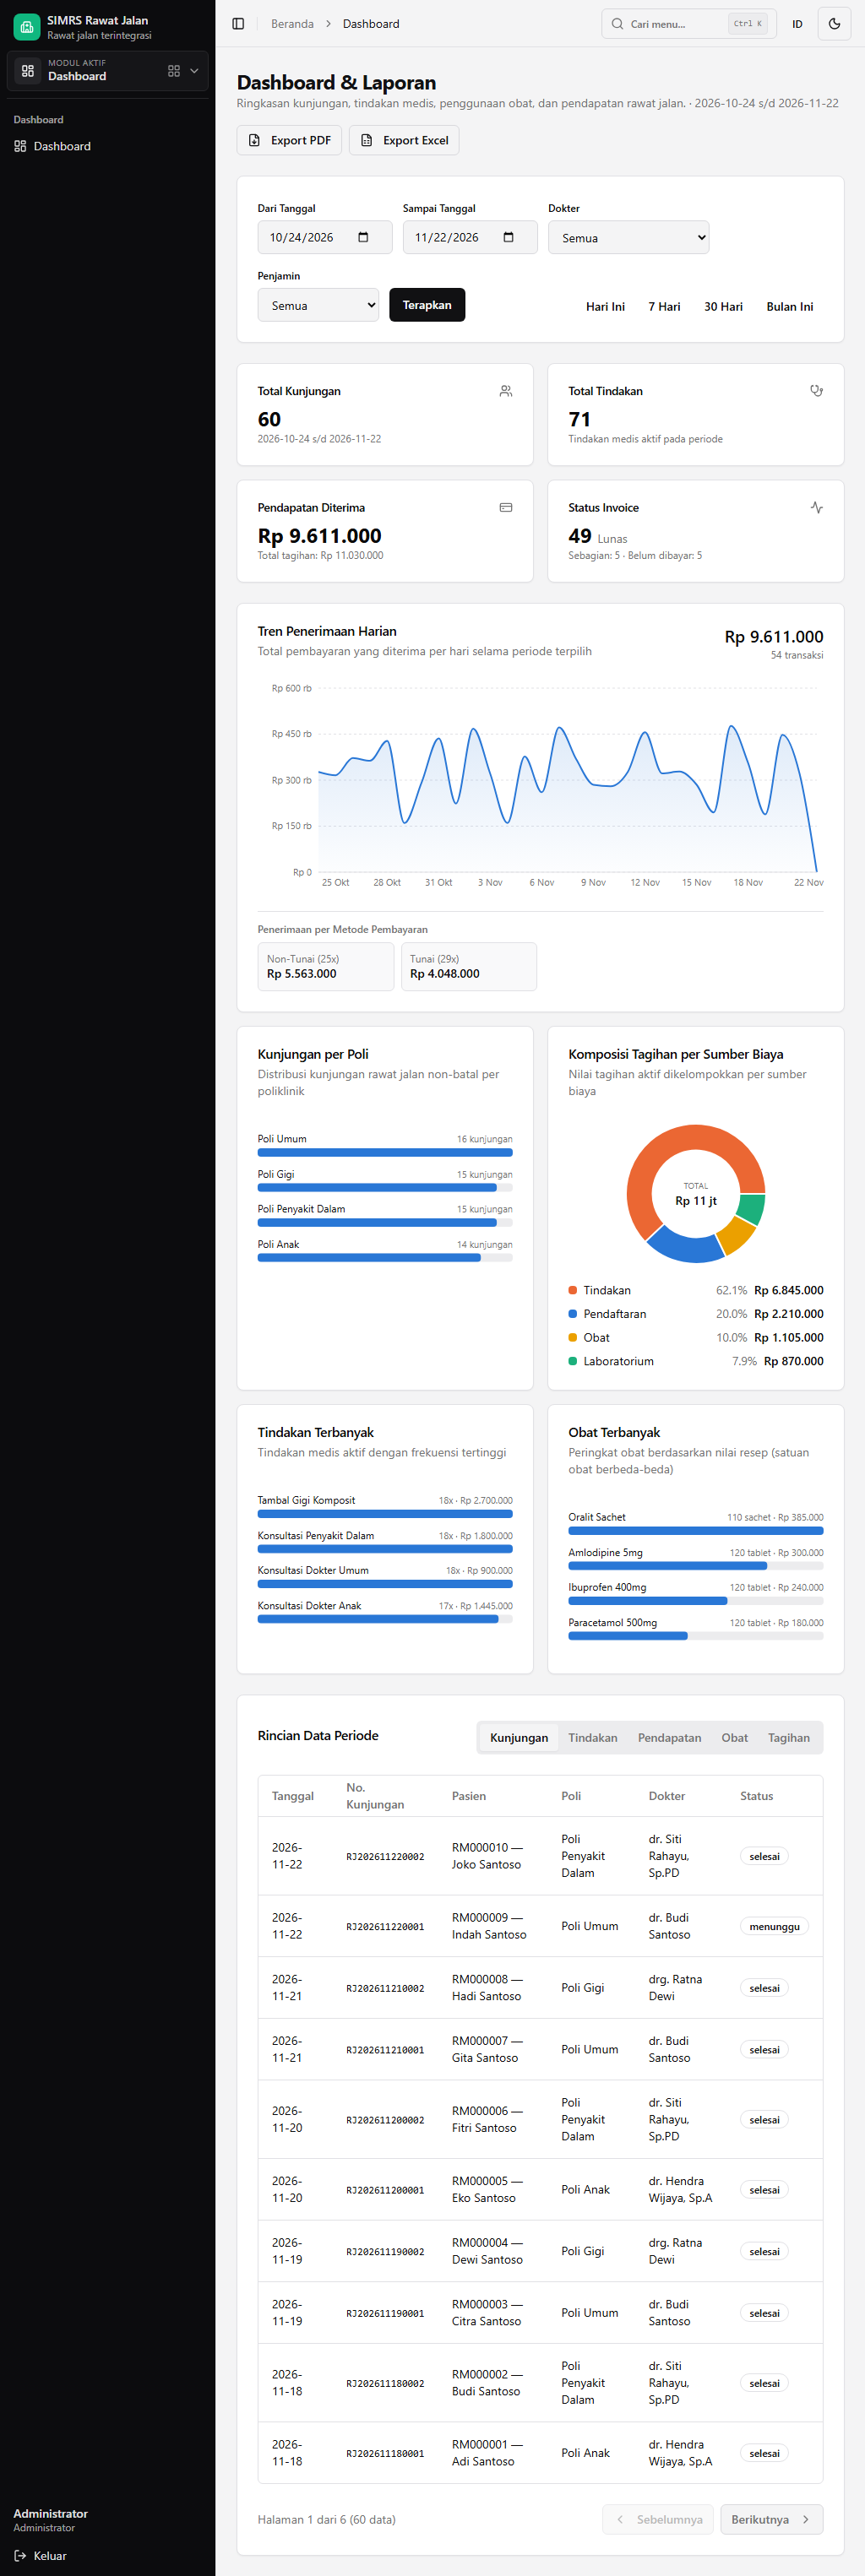 SIMRS Rawat Jalan
Rawat jalan terintegrasi
MODUL AKTIF
Dashboard
Dashboard
Dashboard
Beranda > Dashboard
Cari menu...
Ctrl K
ID
Dashboard & Laporan
Ringkasan kunjungan, tindakan medis, penggunaan obat, dan pendapatan rawat jalan. · 2026-10-24 s/d 2026-11-22
Export PDF
Export Excel
Dari Tanggal
Sampai Tanggal
Dokter
10/24/2026
11/22/2026
Semua
Penjamin
Semua
Terapkan
Hari Ini
7 Hari
30 Hari
Bulan Ini
Total Kunjungan
60
2026-10-24 s/d 2026-11-22
Total Tindakan
71
Tindakan medis aktif pada periode
Pendapatan Diterima
Rp 9.611.000
Total tagihan: Rp 11.030.000
Status Invoice
49 Lunas
Sebagian: 5 · Belum dibayar: 5
Tren Penerimaan Harian
Total pembayaran yang diterima per hari selama periode terpilih
Rp 9.611.000
54 transaksi
Rp 600 rb
Rp 450 rb
Rp 300 rb
Rp 150 rb
Rp 0
25 Okt 28 Okt 31 Okt 3 Nov 6 Nov 9 Nov 12 Nov 15 Nov 18 Nov 22 Nov
Penerimaan per Metode Pembayaran
Non-Tunai (25x)
Rp 5.563.000
Tunai (29x)
Rp 4.048.000
Kunjungan per Poli
Distribusi kunjungan rawat jalan non-batal per
poliklinik
Poli Umum 16 kunjungan
Poli Gigi 15 kunjungan
Poli Penyakit Dalam 15 kunjungan
Poli Anak 14 kunjungan
Komposisi Tagihan per Sumber Biaya
Nilai tagihan aktif dikelompokkan per sumber
biaya
TOTAL
Rp 11 jt
Tindakan 62.1% Rp 6.845.000
Pendaftaran 20.0% Rp 2.210.000
Obat 10.0% Rp 1.105.000
Laboratorium 7.9% Rp 870.000
Tindakan Terbanyak
Tindakan medis aktif dengan frekuensi tertinggi
Tambal Gigi Komposit 18x · Rp 2.700.000
Konsultasi Penyakit Dalam 18x · Rp 1.800.000
Konsultasi Dokter Umum 18x · Rp 900.000
Konsultasi Dokter Anak 17x · Rp 1.445.000
Obat Terbanyak
Peringkat obat berdasarkan nilai resep (satuan
obat berbeda-beda)
Oralit Sachet 110 sachet · Rp 385.000
Amlodipine 5mg 120 tablet · Rp 300.000
Ibuprofen 400mg 120 tablet · Rp 240.000
Paracetamol 500mg 120 tablet · Rp 180.000
Rincian Data Periode
Kunjungan Tindakan Pendapatan Obat Tagihan
Tanggal No. Kunjungan Pasien Poli Dokter Status
2026-11-22 RJ202611220002 RM000010 — Joko Santoso Poli Penyakit Dalam dr. Siti Rahayu, Sp.PD selesai
2026-11-22 RJ202611220001 RM000009 — Indah Santoso Poli Umum dr. Budi Santoso menunggu
2026-11-21 RJ202611210002 RM000008 — Hadi Santoso Poli Gigi drg. Ratna Dewi selesai
2026-11-21 RJ202611210001 RM000007 — Gita Santoso Poli Umum dr. Budi Santoso selesai
2026-11-20 RJ202611200002 RM000006 — Fitri Santoso Poli Penyakit Dalam dr. Siti Rahayu, Sp.PD selesai
2026-11-20 RJ202611200001 RM000005 — Eko Santoso Poli Anak dr. Hendra Wijaya, Sp.A selesai
2026-11-19 RJ202611190002 RM000004 — Dewi Santoso Poli Gigi drg. Ratna Dewi selesai
2026-11-19 RJ202611190001 RM000003 — Citra Santoso Poli Umum dr. Budi Santoso selesai
2026-11-18 RJ202611180002 RM000002 — Budi Santoso Poli Penyakit Dalam dr. Siti Rahayu, Sp.PD selesai
2026-11-18 RJ202611180001 RM000001 — Adi Santoso Poli Anak dr. Hendra Wijaya, Sp.A selesai
Halaman 1 dari 6 (60 data)
Sebelumnya
Berikutnya
Administrator
Administrator
Keluar